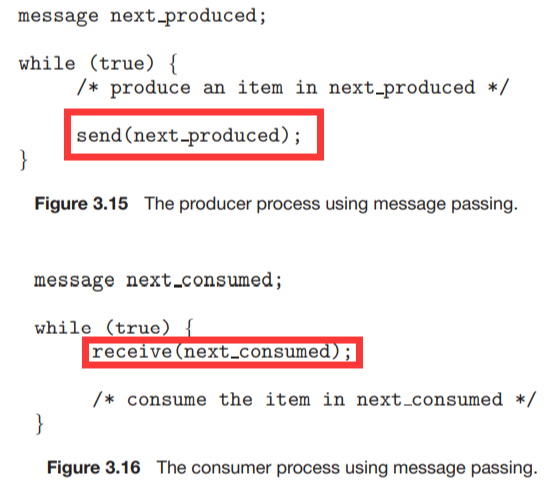 message next_produced;
while (true) {
/* produce an item in next_produced */
send(next_produced);
}
Figure 3.15 The producer process using message passing.
message next_consumed;
while (true) {
receive(next_consumed);
/* consume the item in next_consumed */
}
Figure 3.16 The consumer process using message passing.